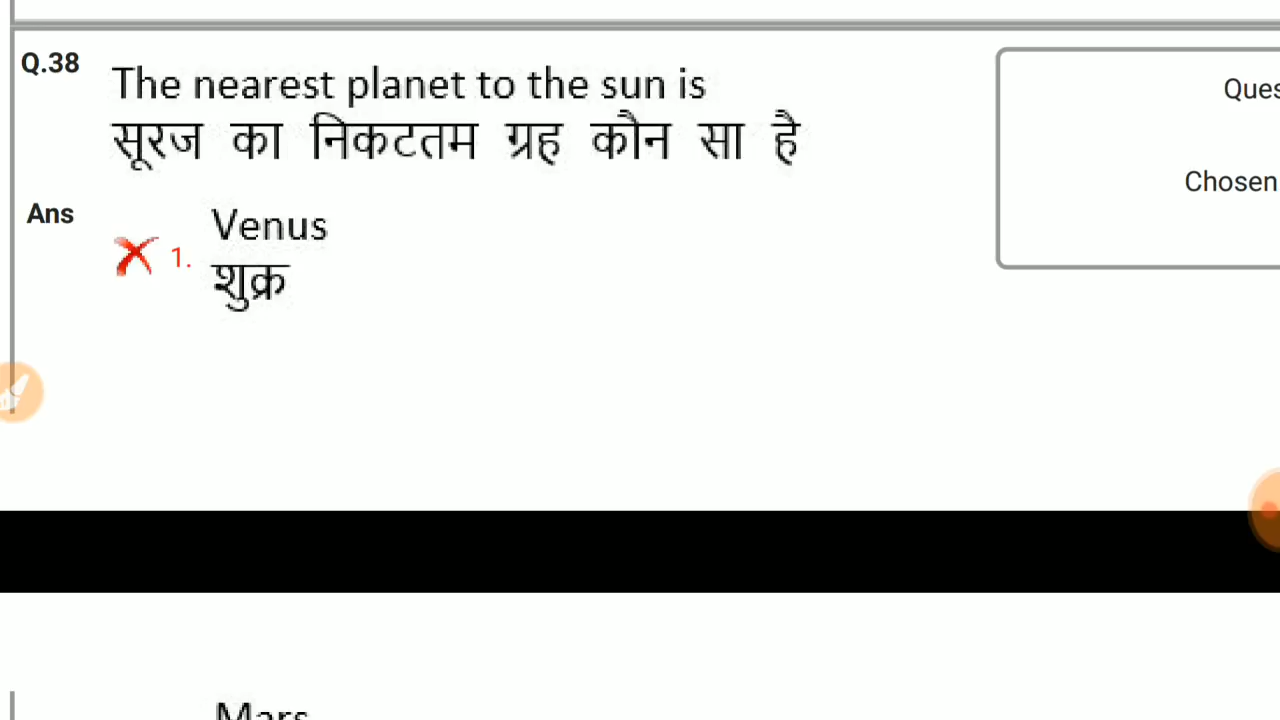 Q.38
The nearest planet to the sun is
सूरज का निकटतम ग्रह कौन सा है
Ques
Chosen
Ans
1.
Venus
शुक्र
Mars